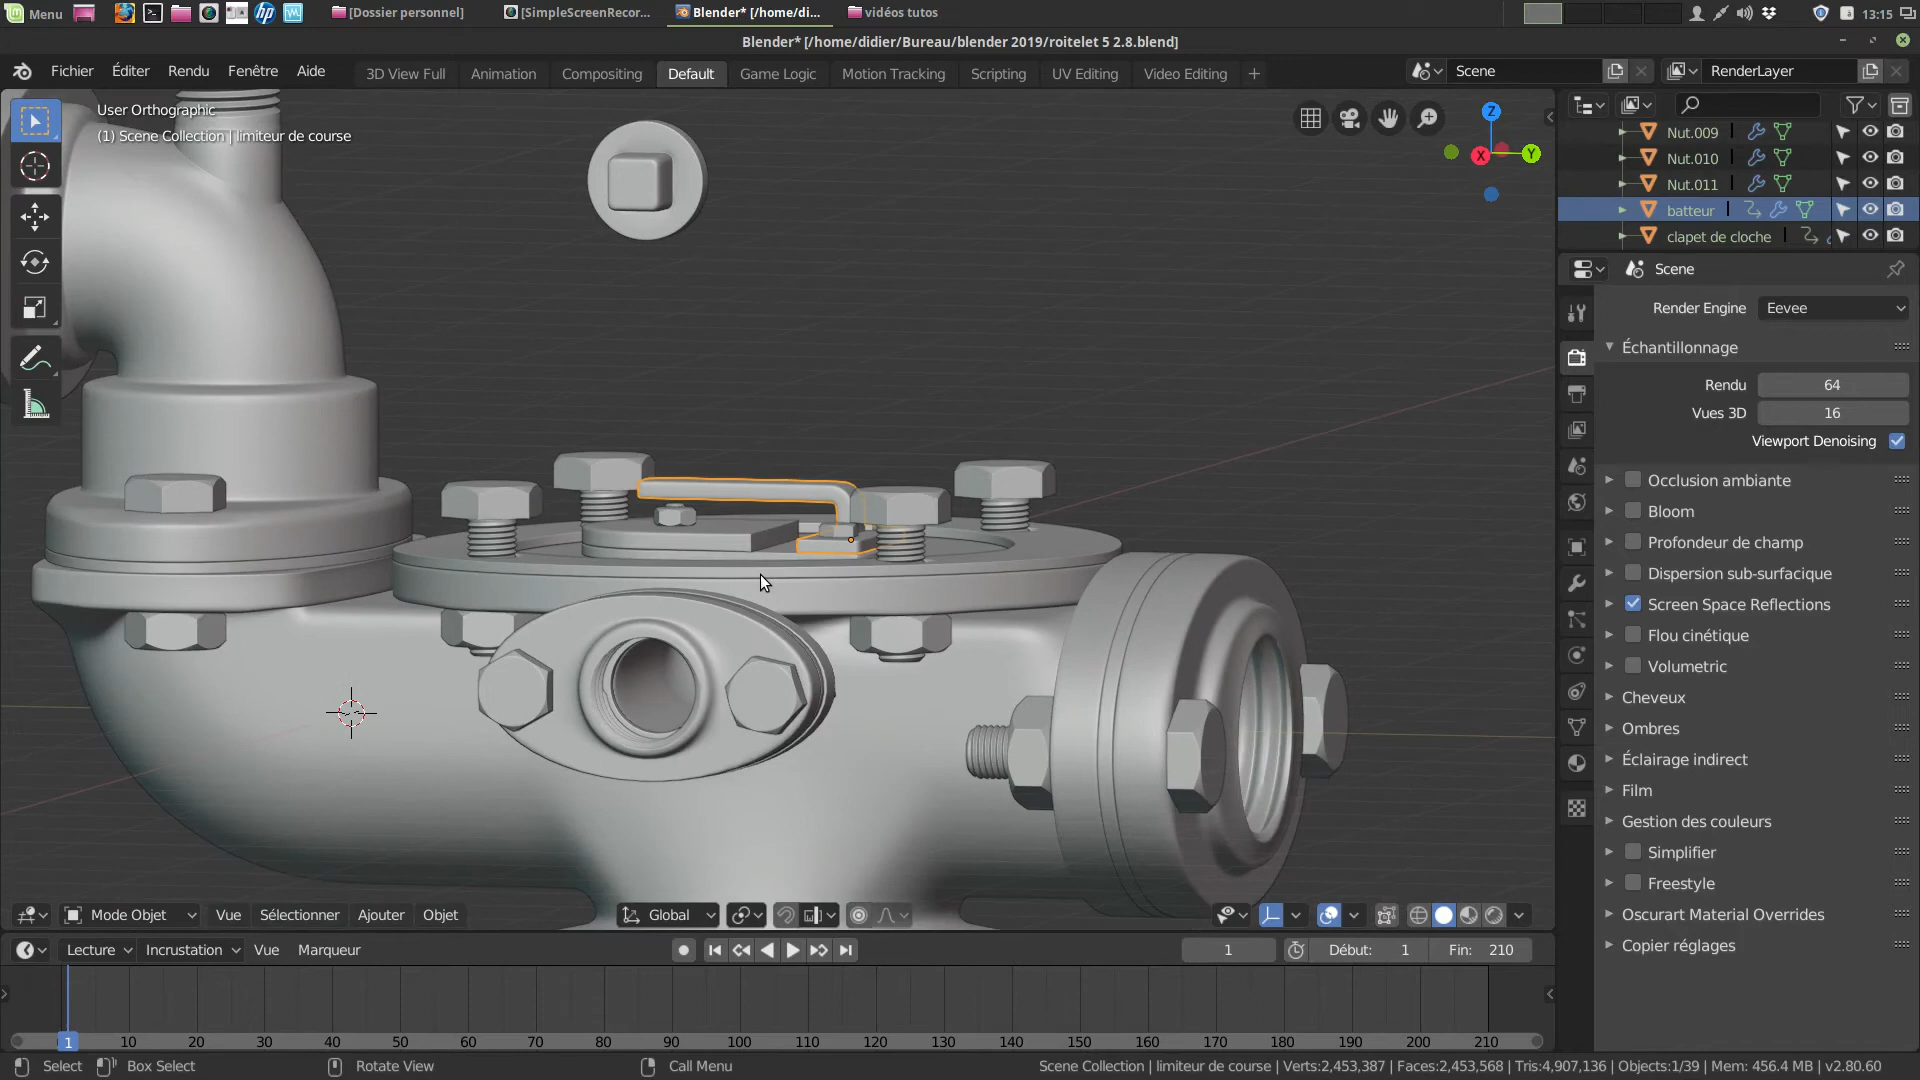 Menu
[Dossier personnel]
[SimpleScreenRecor...
Blender* [/home/di...
vidéos tutos
13:15
Blender* [/home/didier/Bureau/blender 2019/roitelet 5 2.8.blend]
Fichier
Éditer
Rendu
Fenêtre
Aide
3D View Full
Animation
Compositing
Default
Game Logic
Motion Tracking
Scripting
UV Editing
Video Editing
+
Scene
RenderLayer
User Orthographic
(1) Scene Collection | limiteur de course
Z
X
Y
Nut.009
Nut.010
Nut.011
batteur
clapet de cloche
Scene
Render Engine
Eevee
Échantillonnage
Rendu
64
Vues 3D
16
Viewport Denoising
Occlusion ambiante
Bloom
Profondeur de champ
Dispersion sub-surfacique
Screen Space Reflections
Flou cinétique
Volumetric
Cheveux
Ombres
Éclairage indirect
Film
Gestion des couleurs
Simplifier
Freestyle
Oscurart Material Overrides
Copier réglages
Mode Objet
Vue
Sélectionner
Ajouter
Objet
Global
Lecture
Incrustation
Vue
Marqueur
1
Début: 1
Fin: 210
1
10
20
30
40
50
60
70
80
90
100
110
120
130
140
150
160
170
180
190
200
210
Select
Box Select
Rotate View
Call Menu
Scene Collection | limiteur de course | Verts:2,453,387 | Faces:2,453,568 | Tris:4,907,136 | Objects:1/39 | Mem: 456.4 MB | v2.80.60